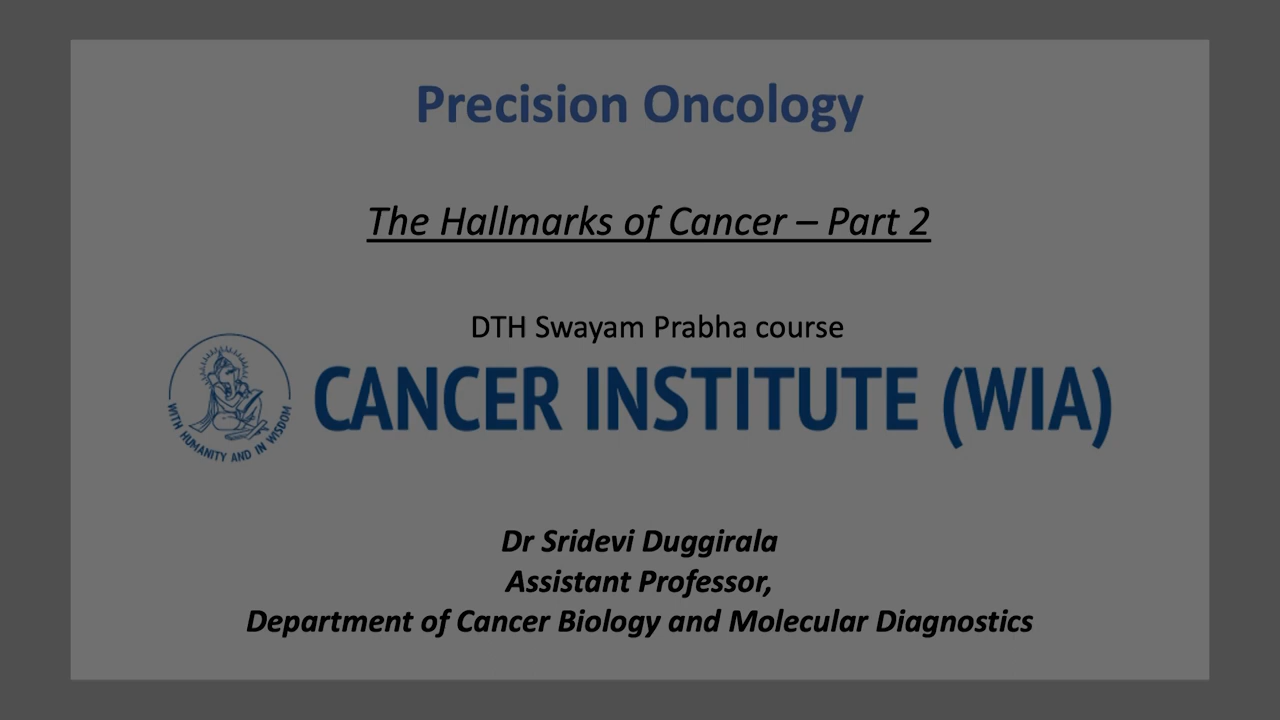 Precision Oncology
The Hallmarks of Cancer – Part 2
DTH Swayam Prabha course
CANCER INSTITUTE (WIA)
WITH HUMANITY AND IN WISDOM
Dr Sridevi Duggirala
Assistant Professor,
Department of Cancer Biology and Molecular Diagnostics